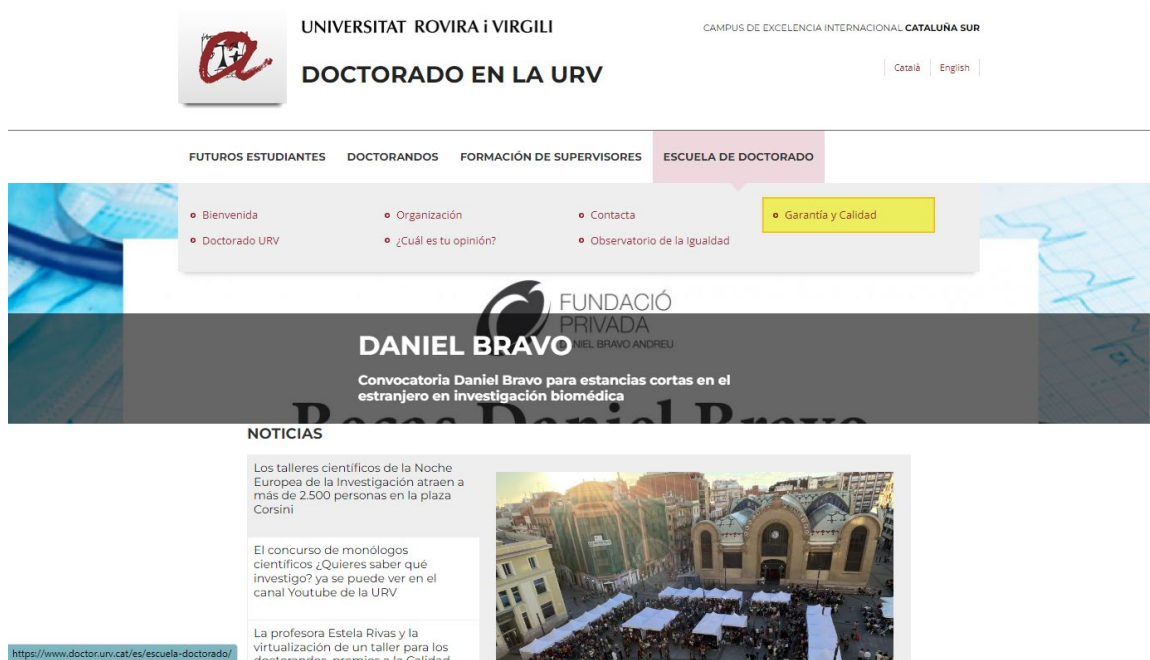 UNIVERSITAT ROVIRA i VIRGILI
CAMPUS DE EXCELENCIA INTERNACIONAL CATALUÑA SUR
DOCTORADO EN LA URV
Català
English
FUTUROS ESTUDIANTES
DOCTORANDOS
FORMACIÓN DE SUPERVISORES
ESCUELA DE DOCTORADO
Bienvenida
Organización
Contacta
Garantía y Calidad
Doctorado URV
¿Cuál es tu opinión?
Observatorio de la Igualdad
FUNDACIÓ
PRIVADA
DANIEL BRAVO
NIEL BRAVO ANDREU
Convocatoria Daniel Bravo para estancias cortas en el
estranjero en investigación biomédica
Becas Daniel Bravo
NOTICIAS
Los talleres científicos de la Noche
Europea de la Investigación atraen a
más de 2.500 personas en la plaza
Corsini
El concurso de monólogos
científicos ¿Quieres saber qué
investigo? ya se puede ver en el
canal Youtube de la URV
La profesora Estela Rivas y la
virtualización de un taller para los
doctorandos, premios a la Calidad
https://www.doctor.urv.cat/es/escuela-doctorado/